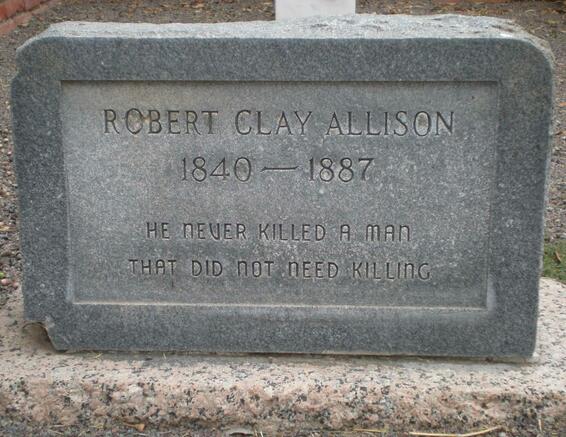 ROBERT CLAY ALLISON
1840 — 1887
HE NEVER KILLED A MAN
THAT DID NOT NEED KILLING